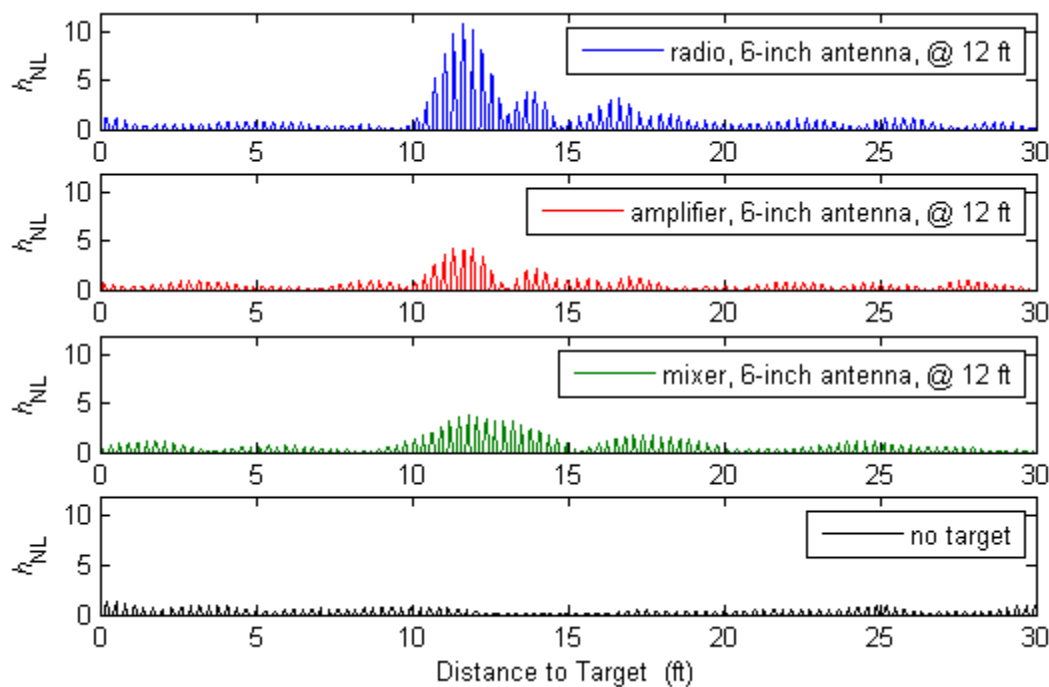 10
5
0
h_NL
radio, 6-inch antenna, @ 12 ft
0 5 10 15 20 25 30
10
5
0
h_NL
amplifier, 6-inch antenna, @ 12 ft
0 5 10 15 20 25 30
10
5
0
h_NL
mixer, 6-inch antenna, @ 12 ft
0 5 10 15 20 25 30
10
5
0
h_NL
no target
0 5 10 15 20 25 30
Distance to Target (ft)